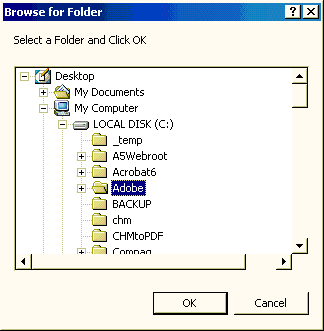 Browse for Folder
Select a Folder and Click OK
Desktop
My Documents
My Computer
LOCAL DISK (C:)
_temp
A5Webroot
Acrobat6
Adobe
BACKUP
chm
CHMtoPDF
Compaq
OK
Cancel